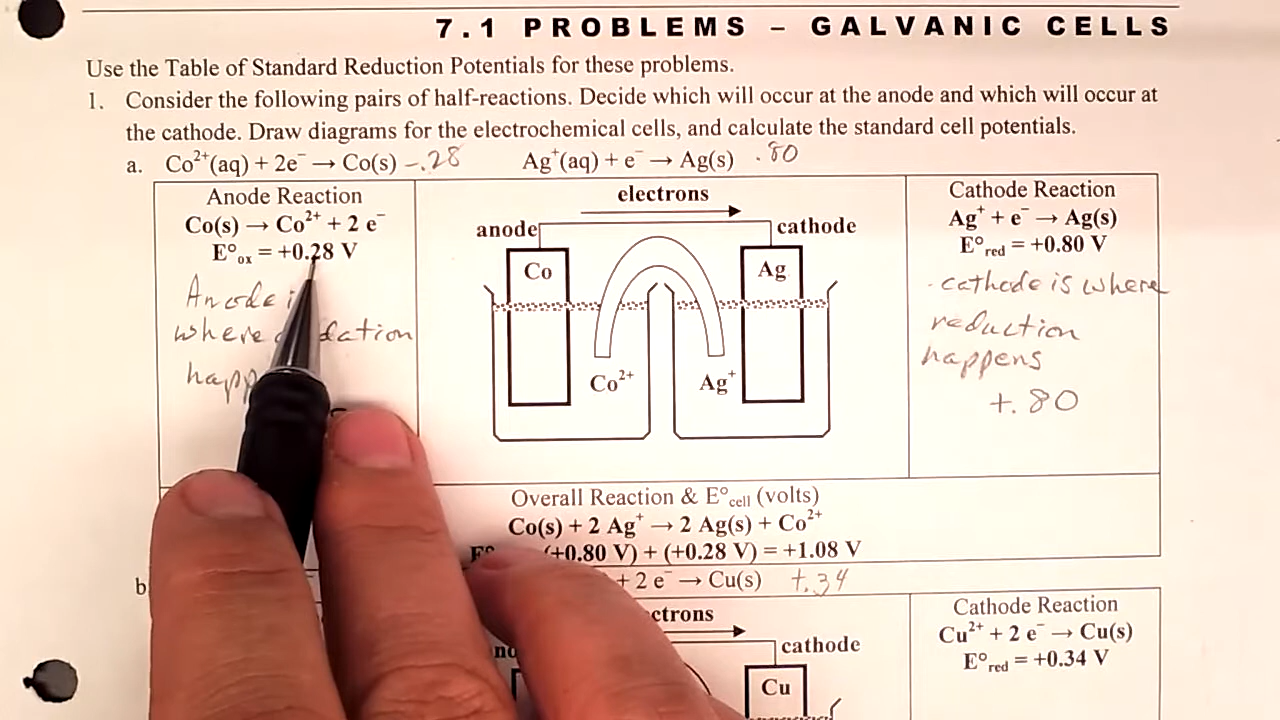 7.1 PROBLEMS – GALVANIC CELLS
Use the Table of Standard Reduction Potentials for these problems.
1. Consider the following pairs of half-reactions. Decide which will occur at the anode and which will occur at
the cathode. Draw diagrams for the electrochemical cells, and calculate the standard cell potentials.
a. Co²⁺(aq) + 2e⁻ → Co(s) -.28 Ag⁺(aq) + e⁻ → Ag(s) .80
Anode Reaction
Co(s) → Co²⁺ + 2 e⁻
E°ox = +0.28 V
Anode
where
electrons
anode
cathode
Co
Ag
Co²⁺
Ag⁺
Cathode Reaction
Ag⁺ + e⁻ → Ag(s)
E°red = +0.80 V
cathode is where
reduction
happens
+.80
Overall Reaction & E°cell (volts)
Co(s) + 2 Ag⁺ → 2 Ag(s) + Co²⁺
(+0.80 V) + (+0.28 V) = +1.08 V
b
+ 2 e⁻ → Cu(s) +.34
cathode
Cu
Cathode Reaction
Cu²⁺ + 2 e⁻ → Cu(s)
E°red = +0.34 V